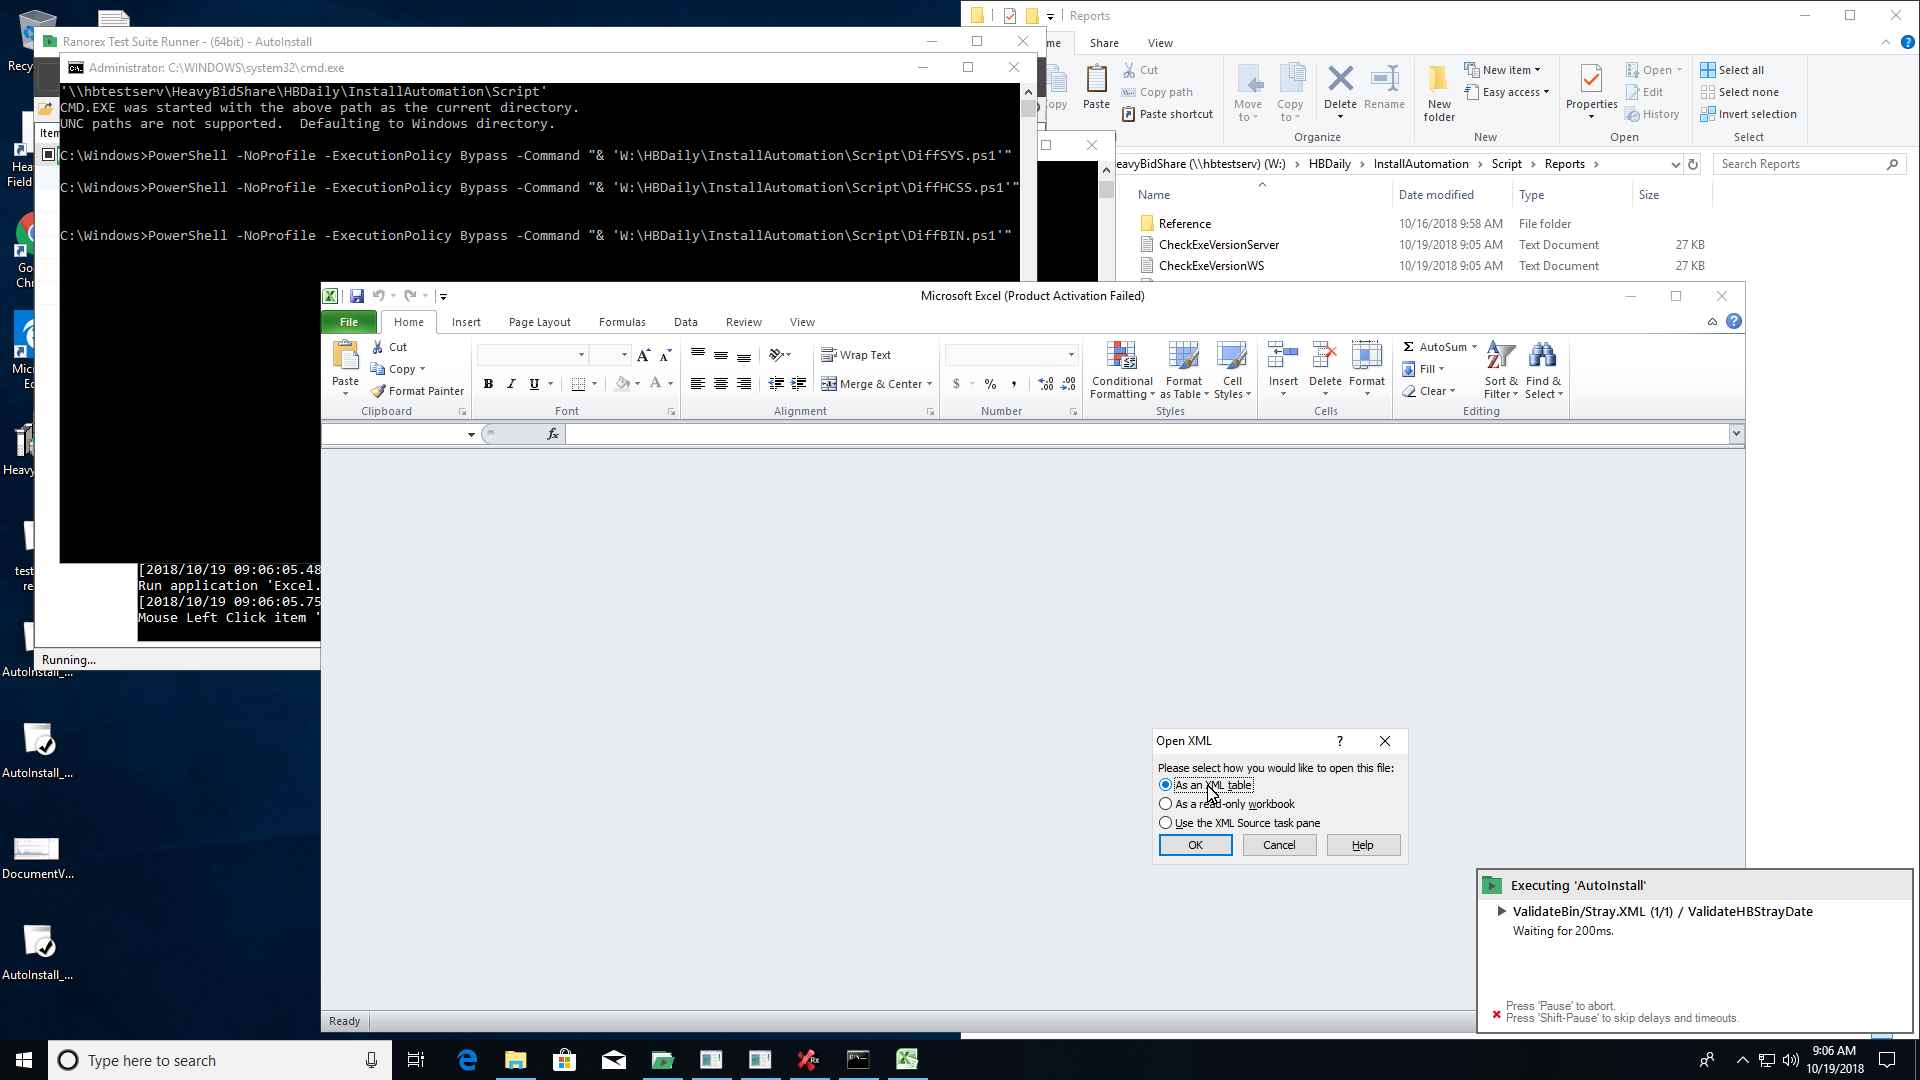 Recy
Hea
Field
Go
Chr
Mic
Ed
Heavy
test
re
AutoInstall_...
AutoInstall_...
DocumentV...
AutoInstall_...
Ranorex Test Suite Runner - (64bit) - AutoInstall
Item
Running...
Administrator: C:\WINDOWS\system32\cmd.exe
'\\hbtestserv\HeavyBidShare\HBDaily\InstallAutomation\Script'
CMD.EXE was started with the above path as the current directory.
UNC paths are not supported.  Defaulting to Windows directory.
C:\Windows>PowerShell -NoProfile -ExecutionPolicy Bypass -Command "& 'W:\HBDaily\InstallAutomation\Script\DiffSYS.ps1'"
C:\Windows>PowerShell -NoProfile -ExecutionPolicy Bypass -Command "& 'W:\HBDaily\InstallAutomation\Script\DiffHCSS.ps1'"
C:\Windows>PowerShell -NoProfile -ExecutionPolicy Bypass -Command "& 'W:\HBDaily\InstallAutomation\Script\DiffBIN.ps1'"
[2018/10/19 09:06:05.48
Run application 'Excel.
[2018/10/19 09:06:05.75
Mouse Left Click item '
Reports
me Share View
opy Paste Cut Copy path Paste shortcut
Move to Copy to Delete Rename
Organize
New folder New item Easy access
New
Properties Open Edit History
Open
Select all Select none Invert selection
Select
eavyBidShare (\\hbtestserv) (W:) > HBDaily > InstallAutomation > Script > Reports >
Search Reports
Name Date modified Type Size
Reference 10/16/2018 9:58 AM File folder
CheckExeVersionServer 10/19/2018 9:05 AM Text Document 27 KB
CheckExeVersionWS 10/19/2018 9:05 AM Text Document 27 KB
Microsoft Excel (Product Activation Failed)
File Home Insert Page Layout Formulas Data Review View
Paste Cut Copy Format Painter
Clipboard
A A B I U A
Font
Wrap Text
Merge & Center
Alignment
$ % ,
Number
Conditional Formatting Format as Table Cell Styles
Styles
Insert Delete Format
Cells
Σ AutoSum Fill Clear Sort & Filter Find & Select
Editing
fx
Open XML ?
Please select how you would like to open this file:
As an XML table
As a read-only workbook
Use the XML Source task pane
OK Cancel Help
Ready
Executing 'AutoInstall'
ValidateBin/Stray.XML (1/1) / ValidateHBStrayDate
Waiting for 200ms.
Press 'Pause' to abort.
Press 'Shift-Pause' to skip delays and timeouts.
Type here to search
9:06 AM
10/19/2018